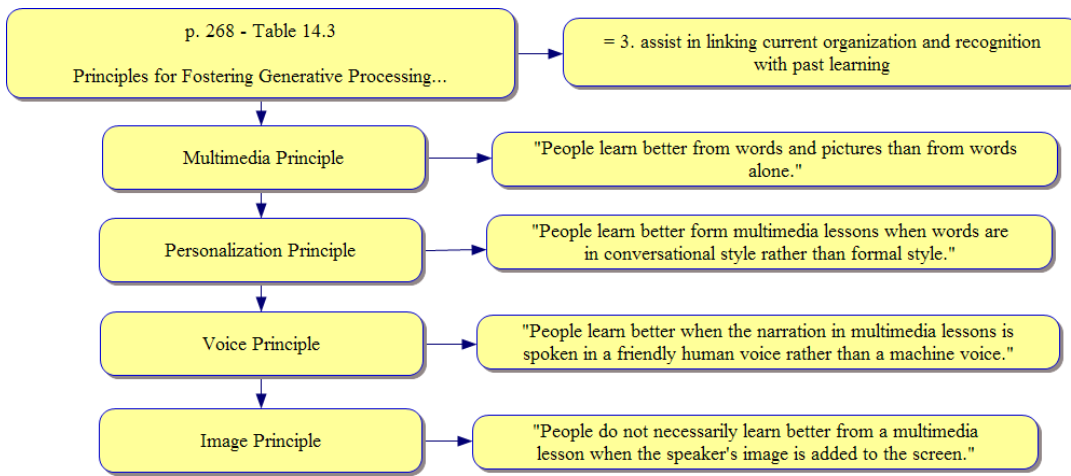 p. 268 - Table 14.3
Principles for Fostering Generative Processing...
= 3. assist in linking current organization and recognition
with past learning
Multimedia Principle
"People learn better from words and pictures than from words
alone."
Personalization Principle
"People learn better form multimedia lessons when words are
in conversational style rather than formal style."
Voice Principle
"People learn better when the narration in multimedia lessons is
spoken in a friendly human voice rather than a machine voice."
Image Principle
"People do not necessarily learn better from a multimedia
lesson when the speaker's image is added to the screen."